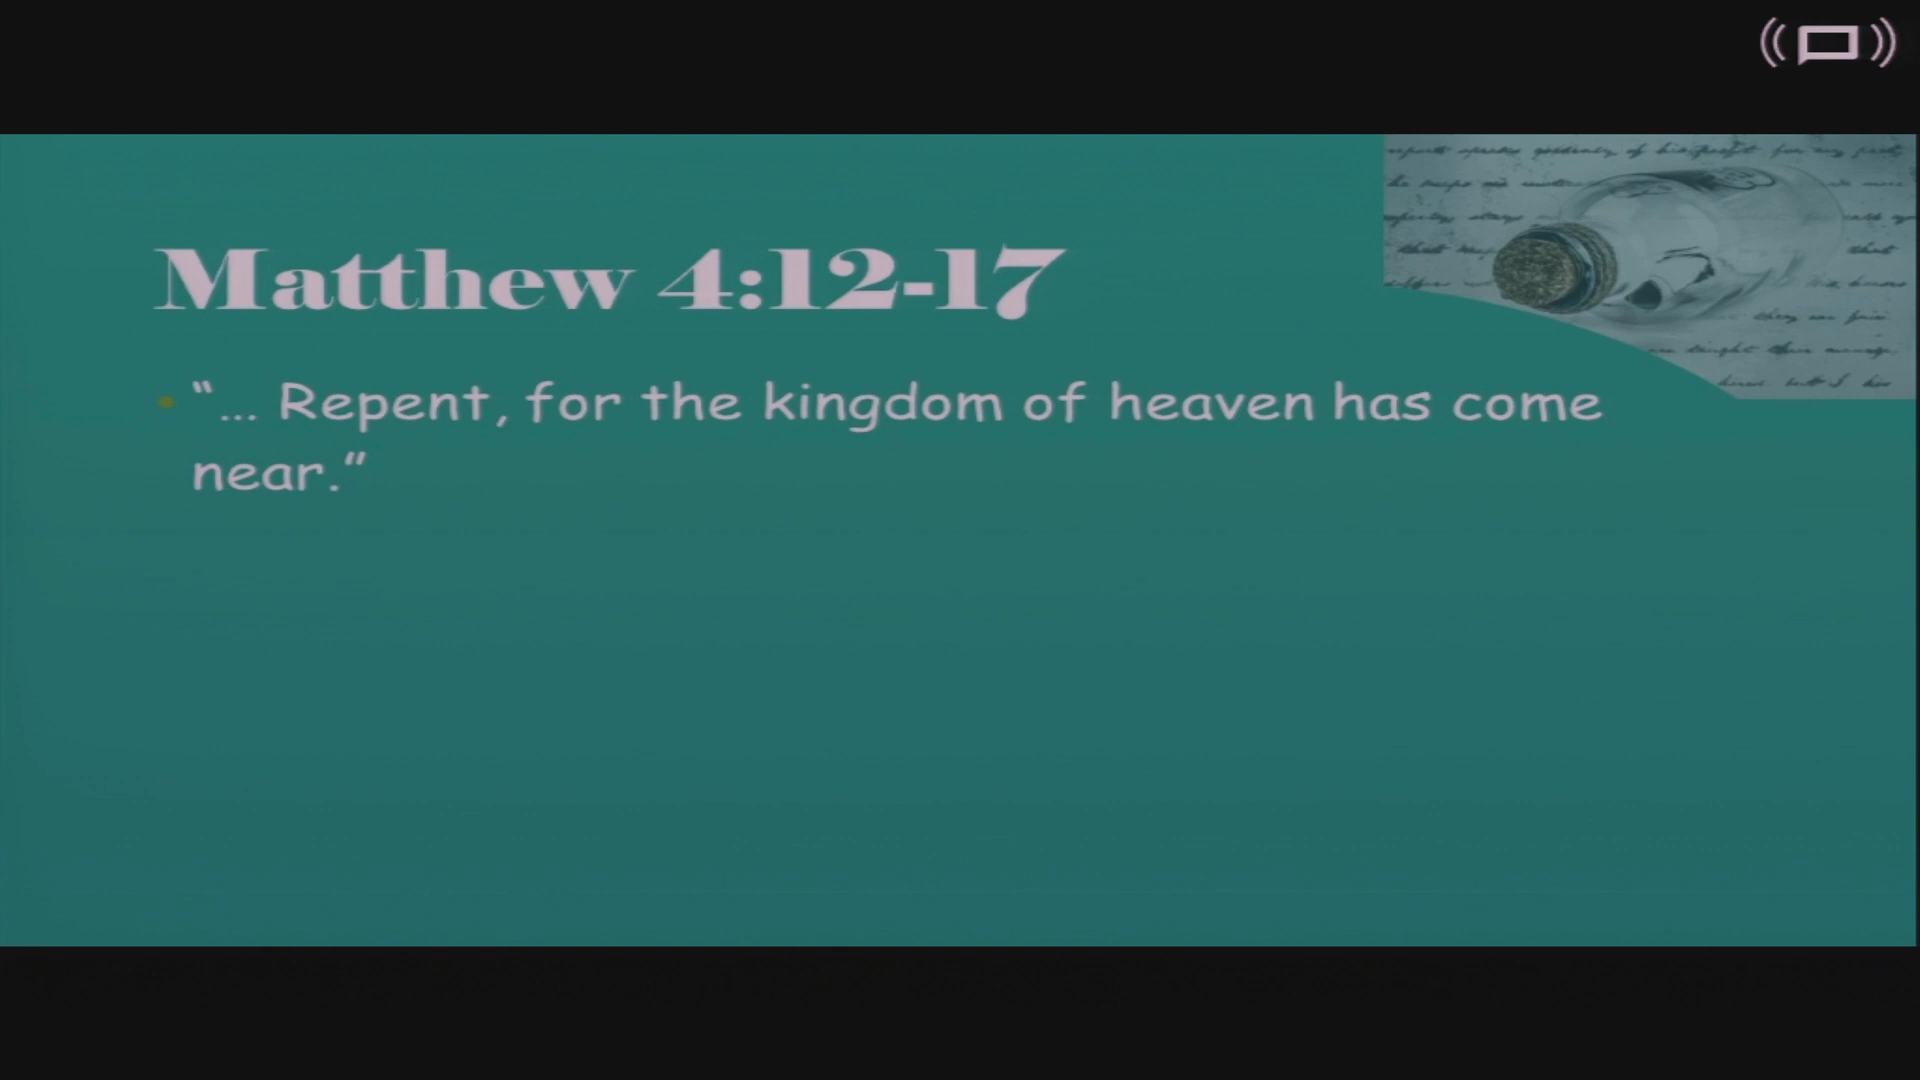 Matthew 4:12-17
• “... Repent, for the kingdom of heaven has come
near.”